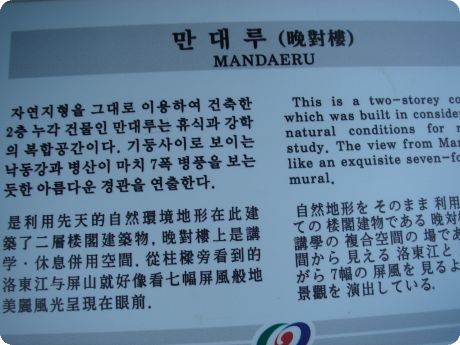 만 대 루 (晩對樓)
MANDAERU
자연지형을 그대로 이용하여 건축한
2층 누각 건물인 만대루는 휴식과 강학
의 복합공간이다. 기둥사이로 보이는
낙동강과 병산이 마치 7폭 병풍을 보는
듯한 아름다운 경관을 연출한다.
This is a two-storey co
which was built in consider
natural conditions for r
study. The view from Man
like an exquisite seven-fo
mural.
是利用先天的自然環境地形在此建
築了二層楼閣建築物, 晩對樓上是講
学·休息併用空間. 從柱樑旁看到的
洛東江与屏山就好像看七幅屏風般地
美麗風光呈現在眼前.
自然地形を そのまま 利用
ての 楼閣建物である 晩対
講學の 複合空間の 場であ
間から 見える 洛東江と
がら 7幅の 屏風を 見るよ
景觀を 演出している.